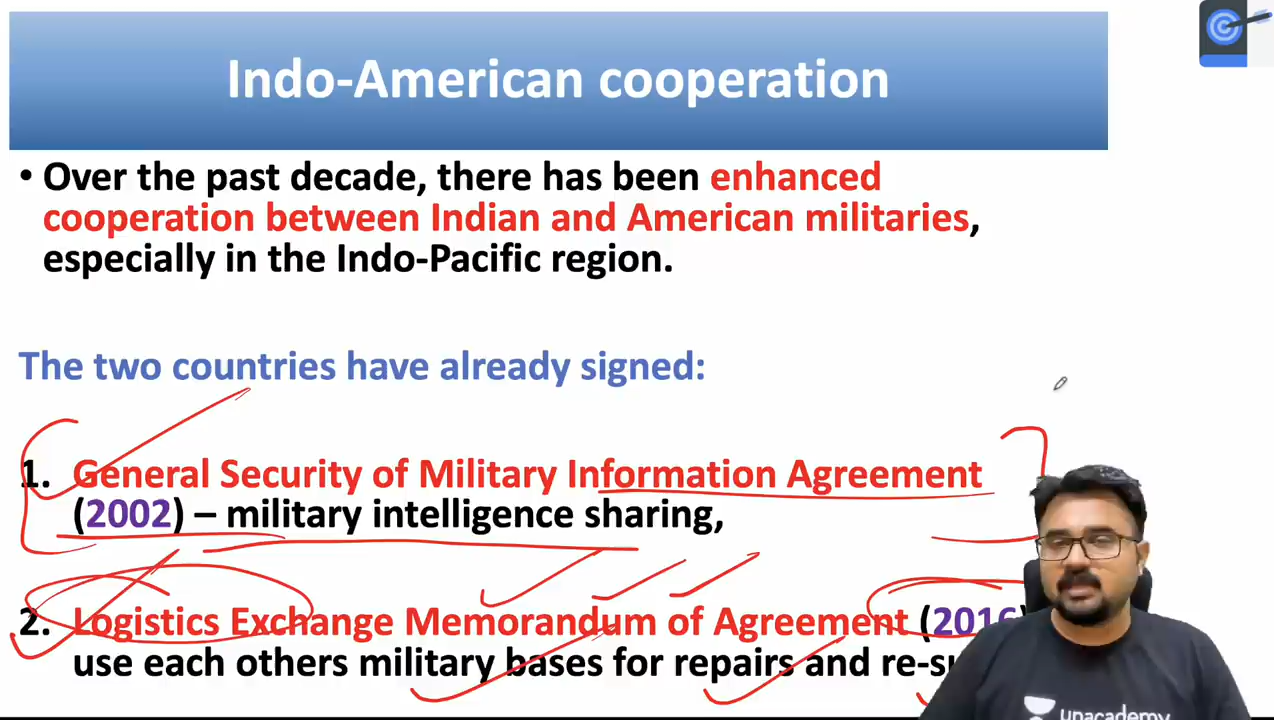 Indo-American cooperation
• Over the past decade, there has been enhanced
cooperation between Indian and American militaries,
especially in the Indo-Pacific region.
The two countries have already signed:
1. General Security of Military Information Agreement
(2002) – military intelligence sharing,
2. Logistics Exchange Memorandum of Agreement (2016)
use each others military bases for repairs and
unacademy